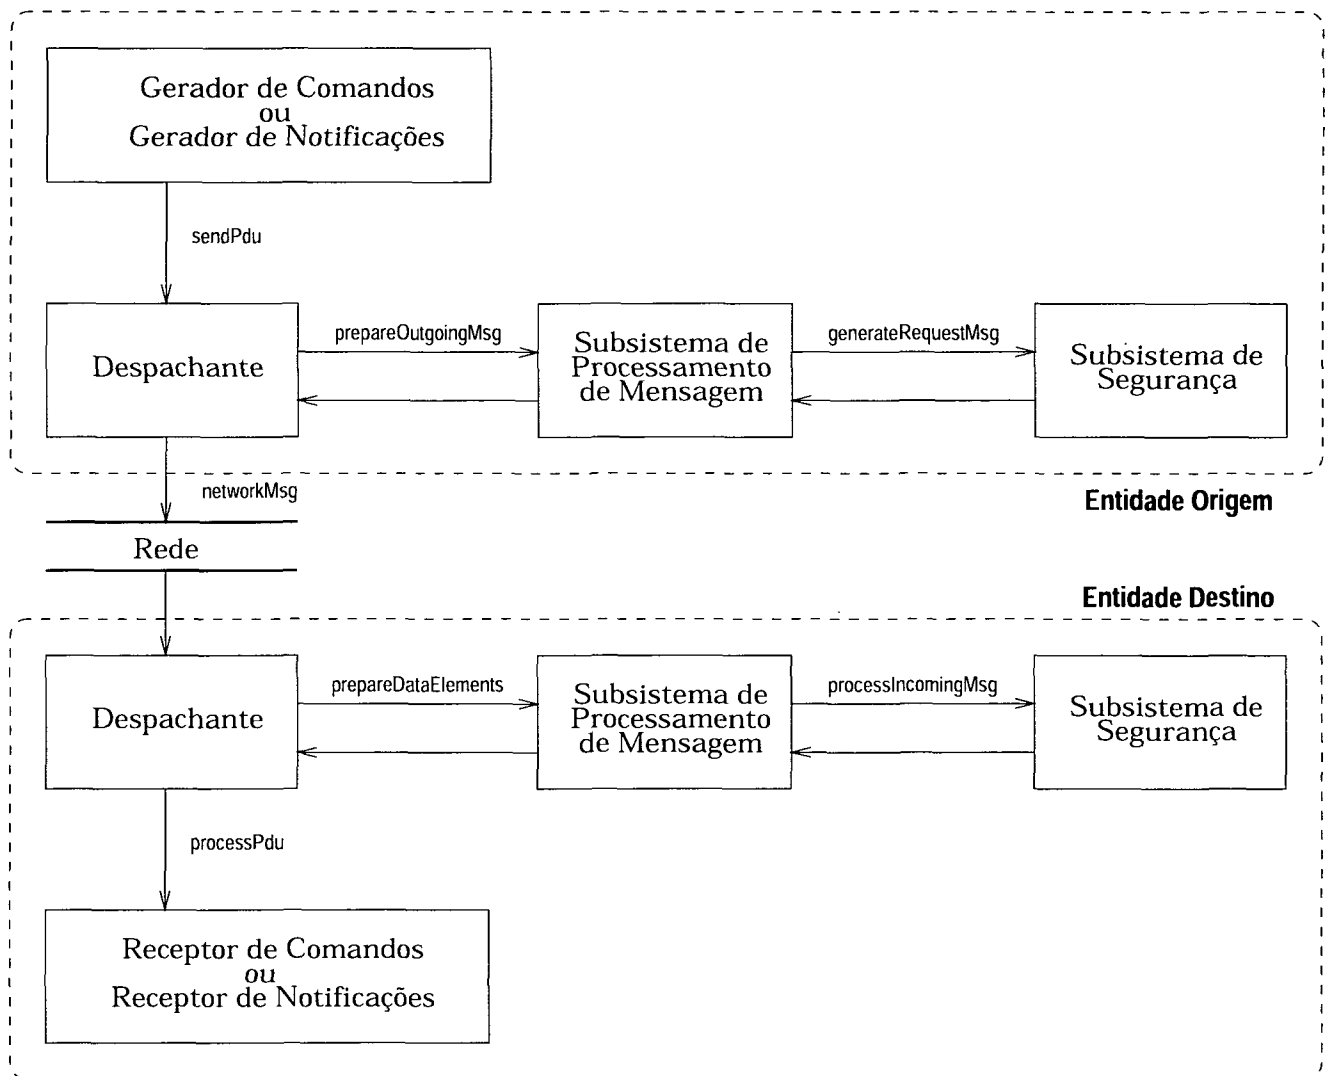 Gerador de Comandos
ou
Gerador de Notificações
sendPdu
Despachante
prepareOutgoingMsg
Subsistema de
Processamento
de Mensagem
generateRequestMsg
Subsistema de
Segurança
networkMsg
Entidade Origem
Rede
Entidade Destino
Despachante
prepareDataElements
Subsistema de
Processamento
de Mensagem
processIncomingMsg
Subsistema de
Segurança
processPdu
Receptor de Comandos
ou
Receptor de Notificações